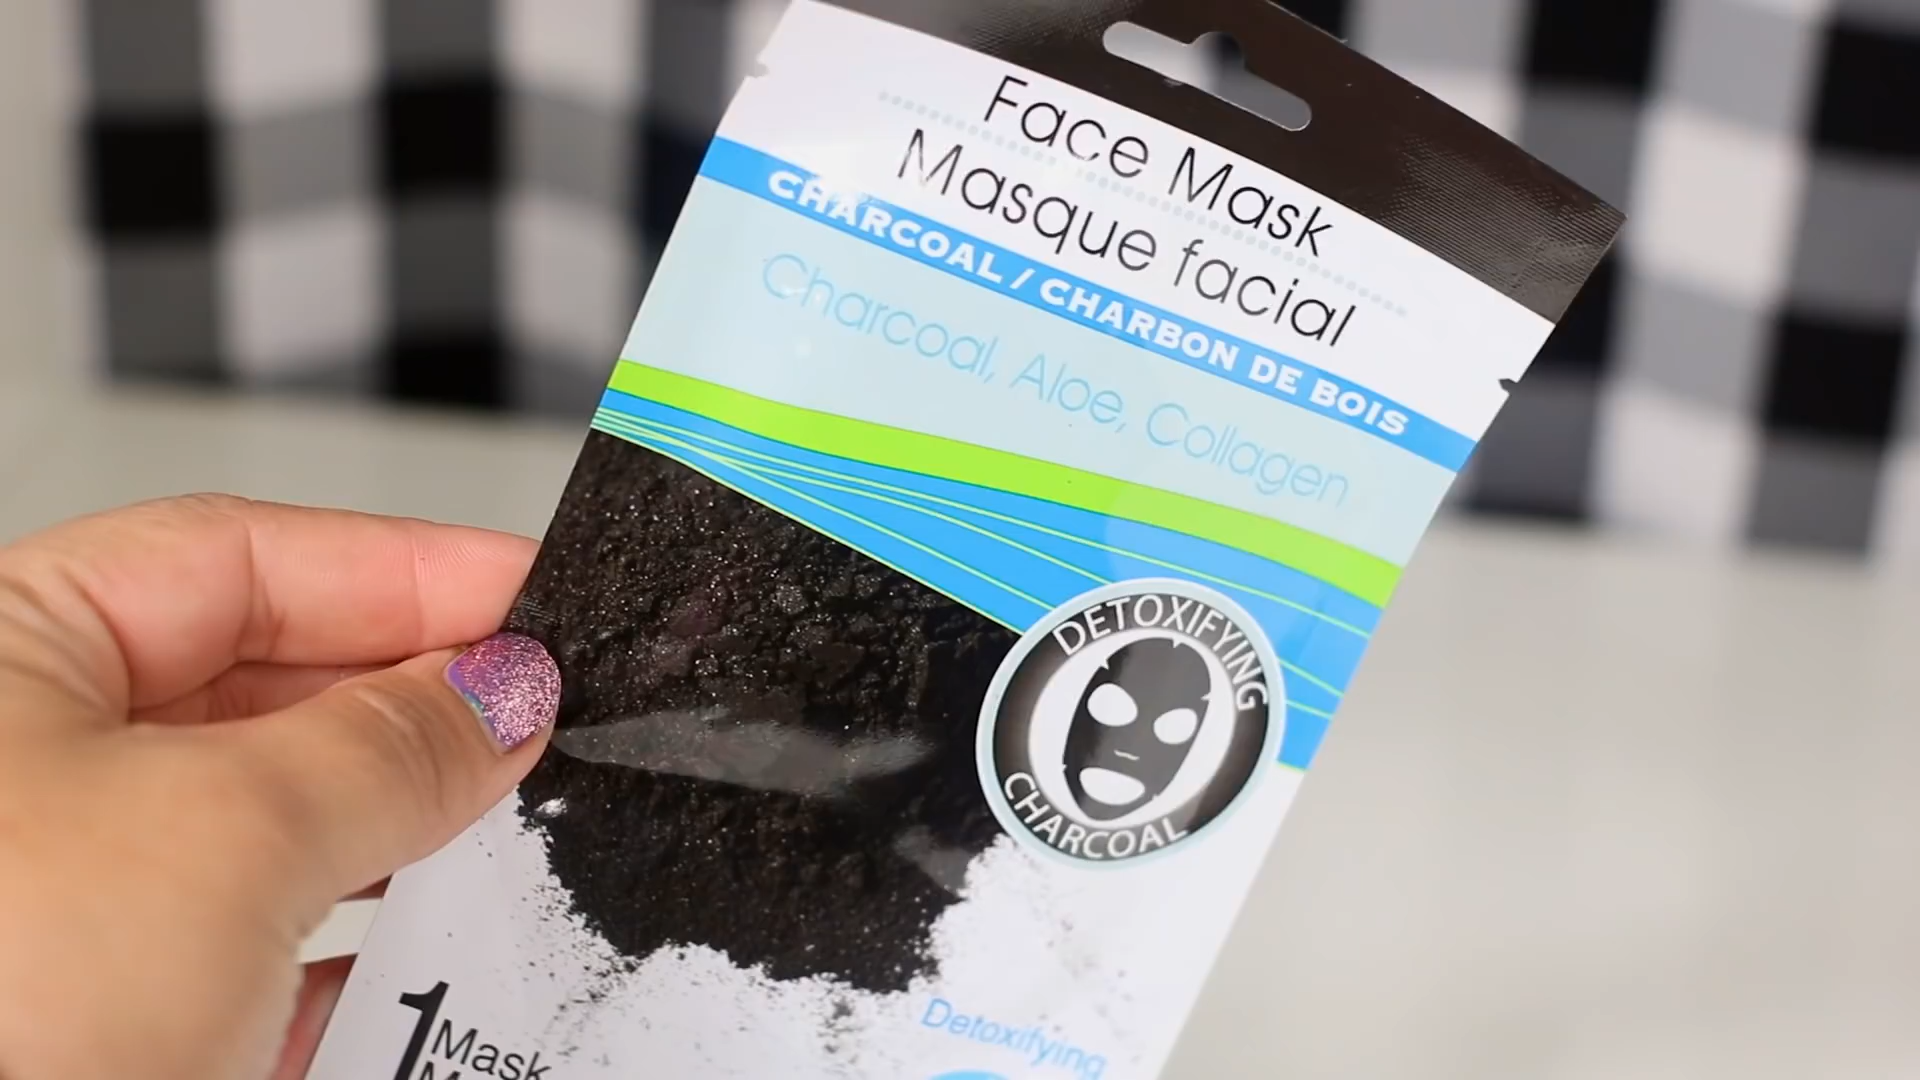 Face Mask
Masque facial
CHARCOAL / CHARBON DE BOIS
Charcoal, Aloe, Collagen
DETOXIFYING
CHARCOAL
Detoxifying
1 Mask